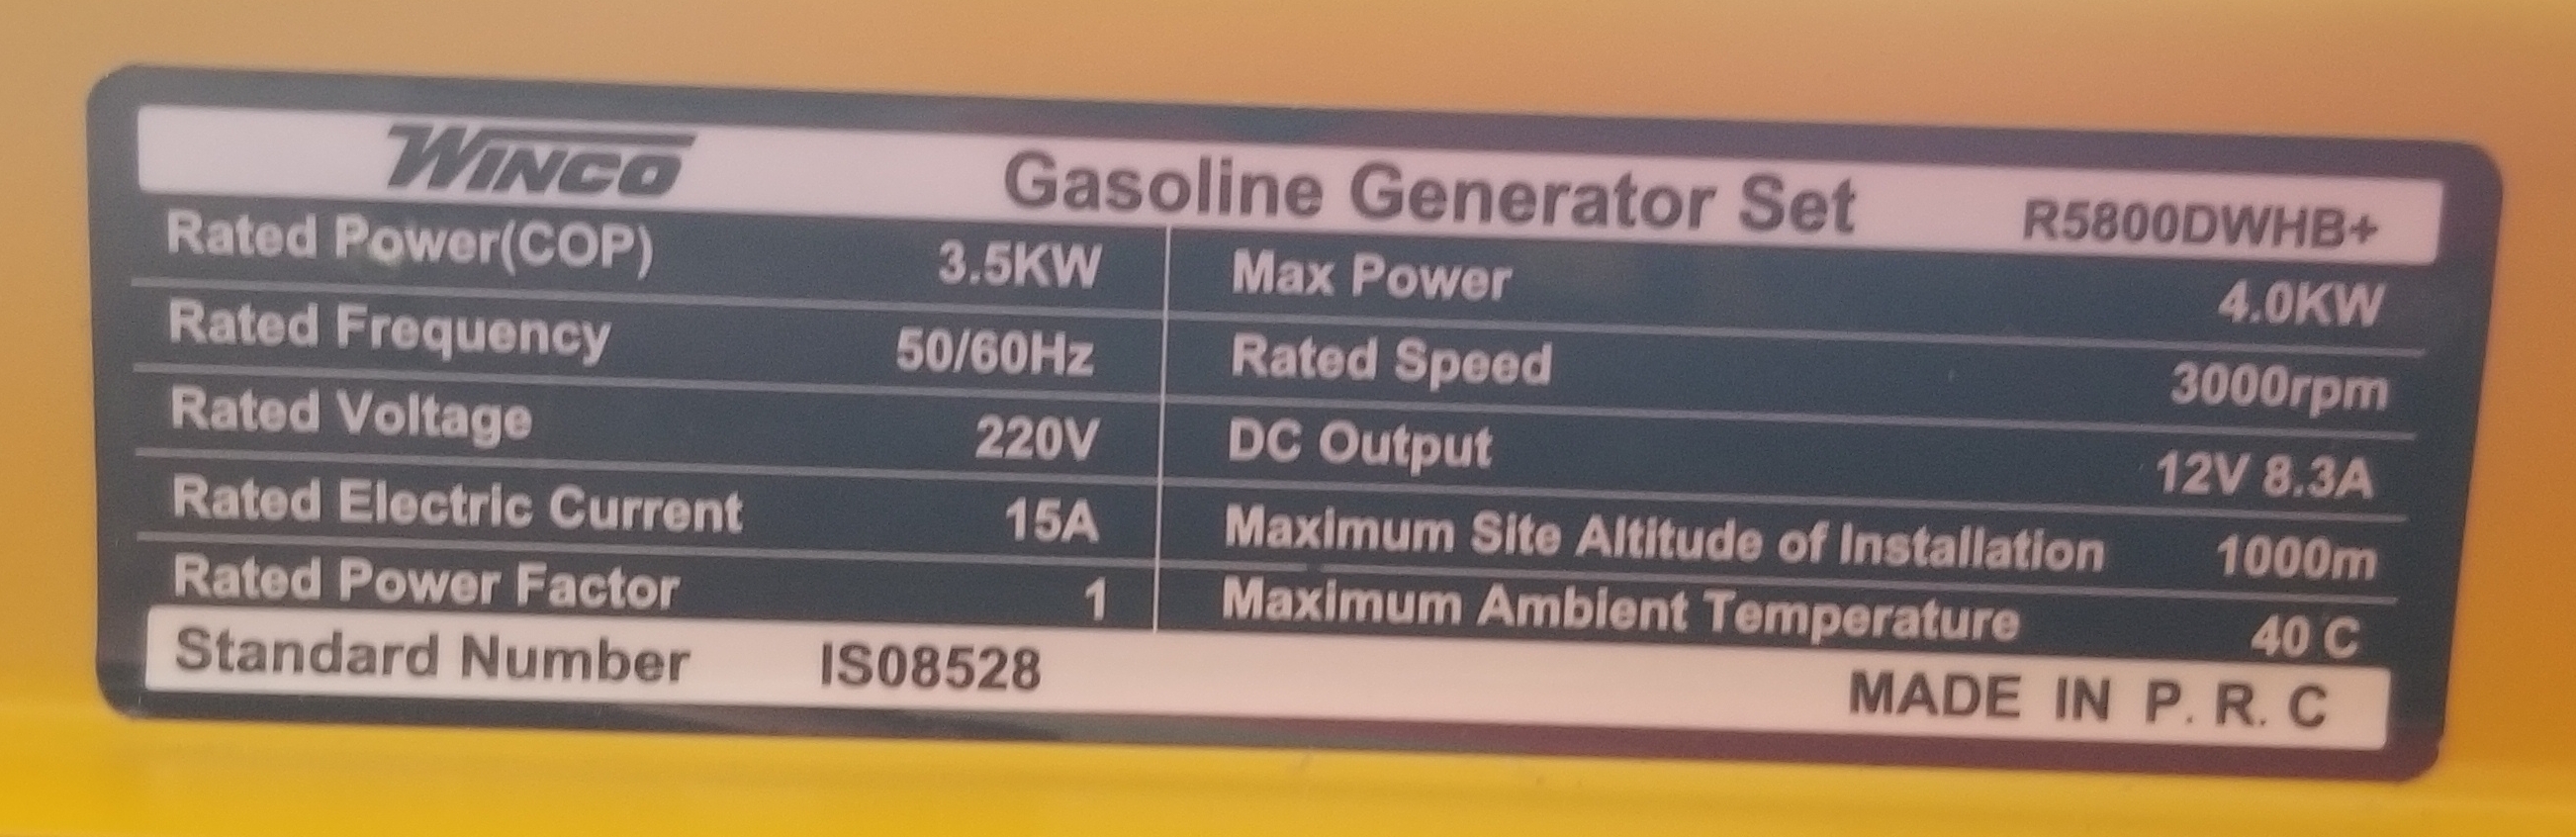 WINCO Gasoline Generator Set R5800DWHB+
Rated Power(COP) 3.5KW Max Power 4.0KW
Rated Frequency 50/60Hz Rated Speed 3000rpm
Rated Voltage 220V DC Output 12V 8.3A
Rated Electric Current 15A Maximum Site Altitude of Installation 1000m
Rated Power Factor 1 Maximum Ambient Temperature 40 C
Standard Number ISO8528 MADE IN P. R. C